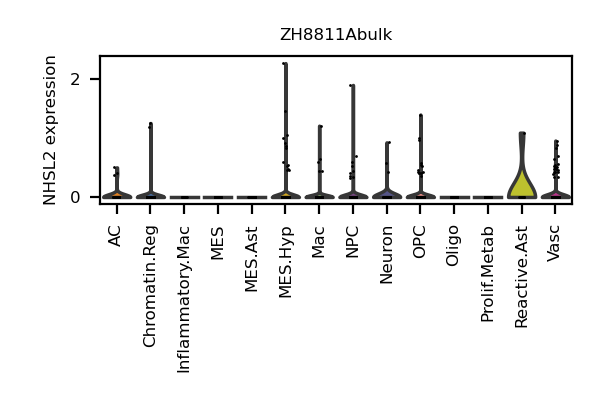 ZH8811Abulk
NHSL2 expression
2
0
AC
Chromatin.Reg
Inflammatory.Mac
MES
MES.Ast
MES.Hyp
Mac
NPC
Neuron
OPC
Oligo
Prolif.Metab
Reactive.Ast
Vasc